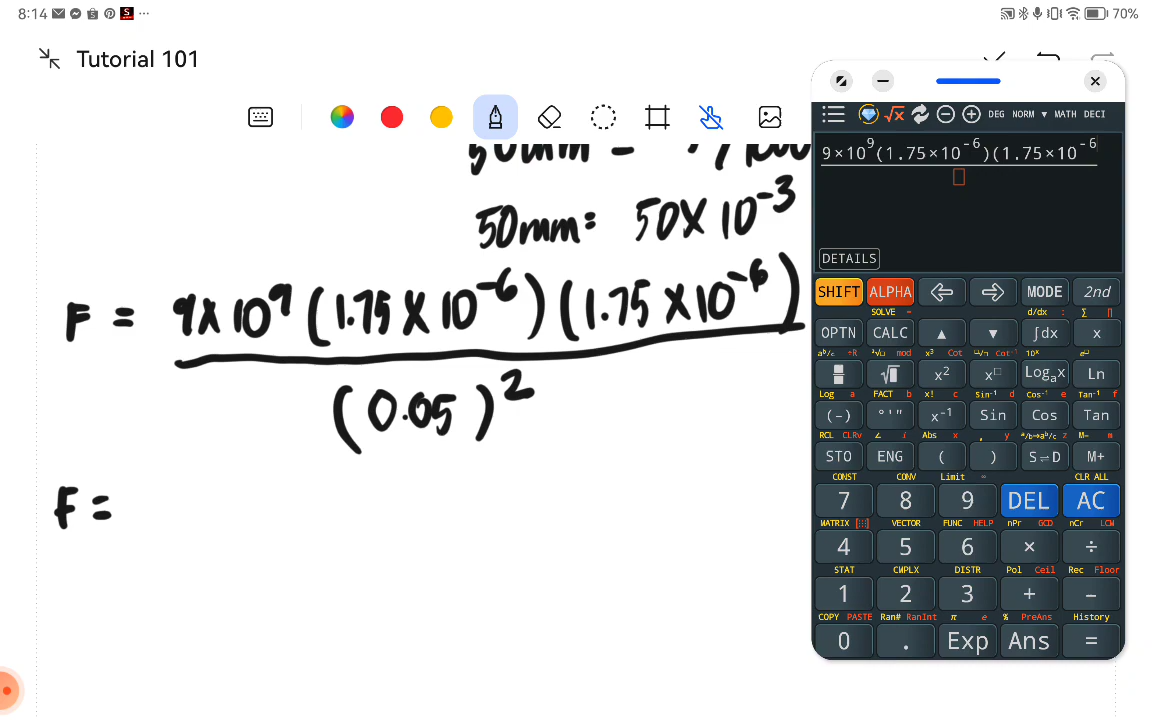 8:14
70%
Tutorial 101
50mm =
50mm = 50 X 10^-3
F = 9 X 10^9 (1.75 X 10^-6) (1.75 X 10^-6)
(0.05)^2
F =
DEG NORM ▼ MATH DECI
9×10^9(1.75×10^-6)(1.75×10^-6
DETAILS
SHIFT ALPHA MODE 2nd
SOLVE = d/dx : ∑ ∏
OPTN CALC ▲ ▼ ∫dx x
a b/c ÷R ³√□ mod x³ Cot □√n Cot^-1 10^x e^□
√□ x² x^□ Log_a x Ln
Log a FACT b x! c Sin^-1 d Cos^-1 e Tan^-1 f
(-) °'" x^-1 Sin Cos Tan
RCL CLRv ∠ i Abs x , y a b/c⇔a b/c z M- m
STO ENG ( ) S⇌D M+
CONST CONV Limit ∞ CLR ALL
7 8 9 DEL AC
MATRIX VECTOR FUNC HELP nPr GCD nCr LCM
4 5 6 × ÷
STAT CMPLX DISTR Pol Ceil Rec Floor
1 2 3 + −
COPY PASTE Ran# RanInt π e % PreAns History
0 . Exp Ans =